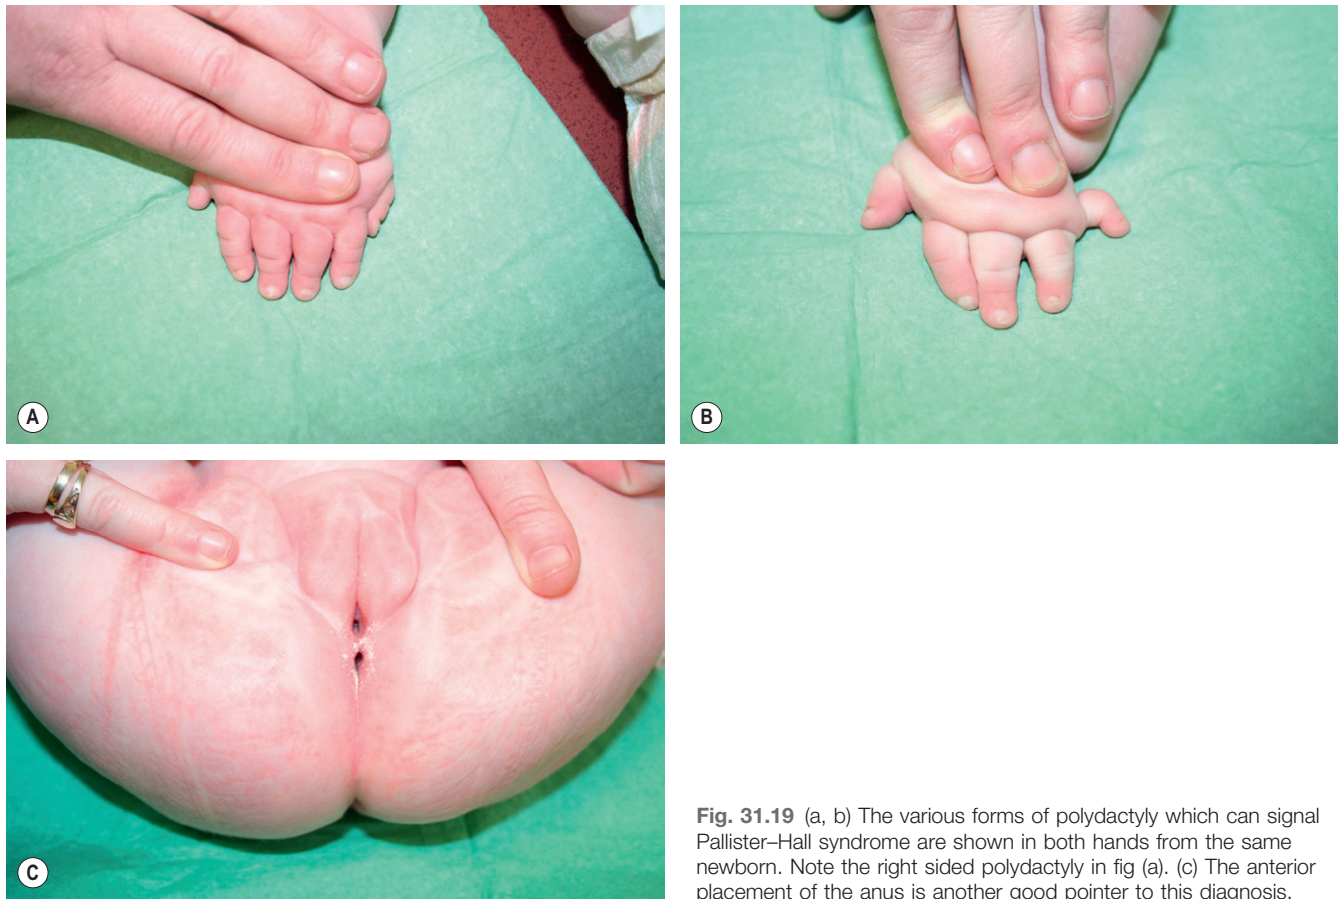 A
B
C
Fig. 31.19 (a, b) The various forms of polydactyly which can signal
Pallister–Hall syndrome are shown in both hands from the same
newborn. Note the right sided polydactyly in fig (a). (c) The anterior
placement of the anus is another good pointer to this diagnosis.